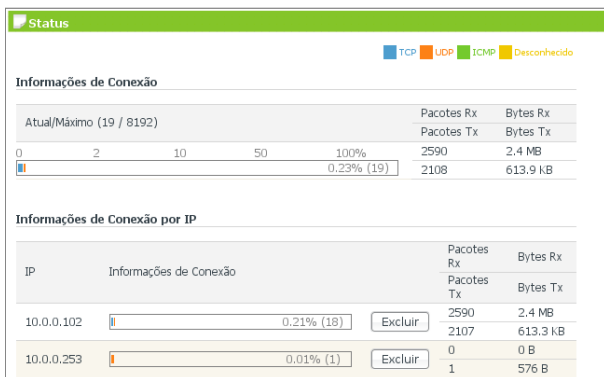 Status
TCP UDP ICMP Desconhecido
Informações de Conexão
Atual/Máximo (19 / 8192)
Pacotes Rx Bytes Rx
Pacotes Tx Bytes Tx
0 2 10 50 100%
0.23% (19)
2590 2.4 MB
2108 613.9 KB
Informações de Conexão por IP
IP Informações de Conexão
Pacotes Rx Bytes Rx
Pacotes Tx Bytes Tx
10.0.0.102 0.21% (18) Excluir
2590 2.4 MB
2107 613.3 KB
10.0.0.253 0.01% (1) Excluir
0 0 B
1 576 B